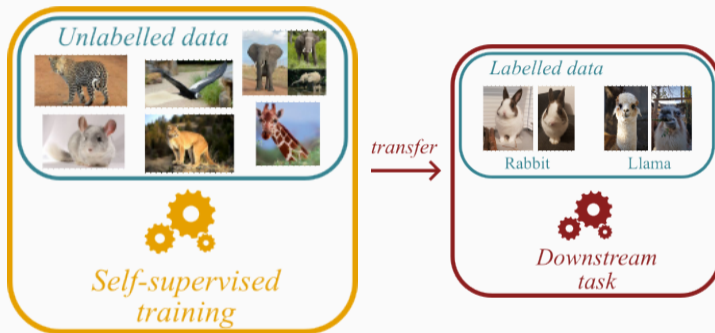 Unlabelled data
Self-supervised
training
transfer
Labelled data
Rabbit
Llama
Downstream
task